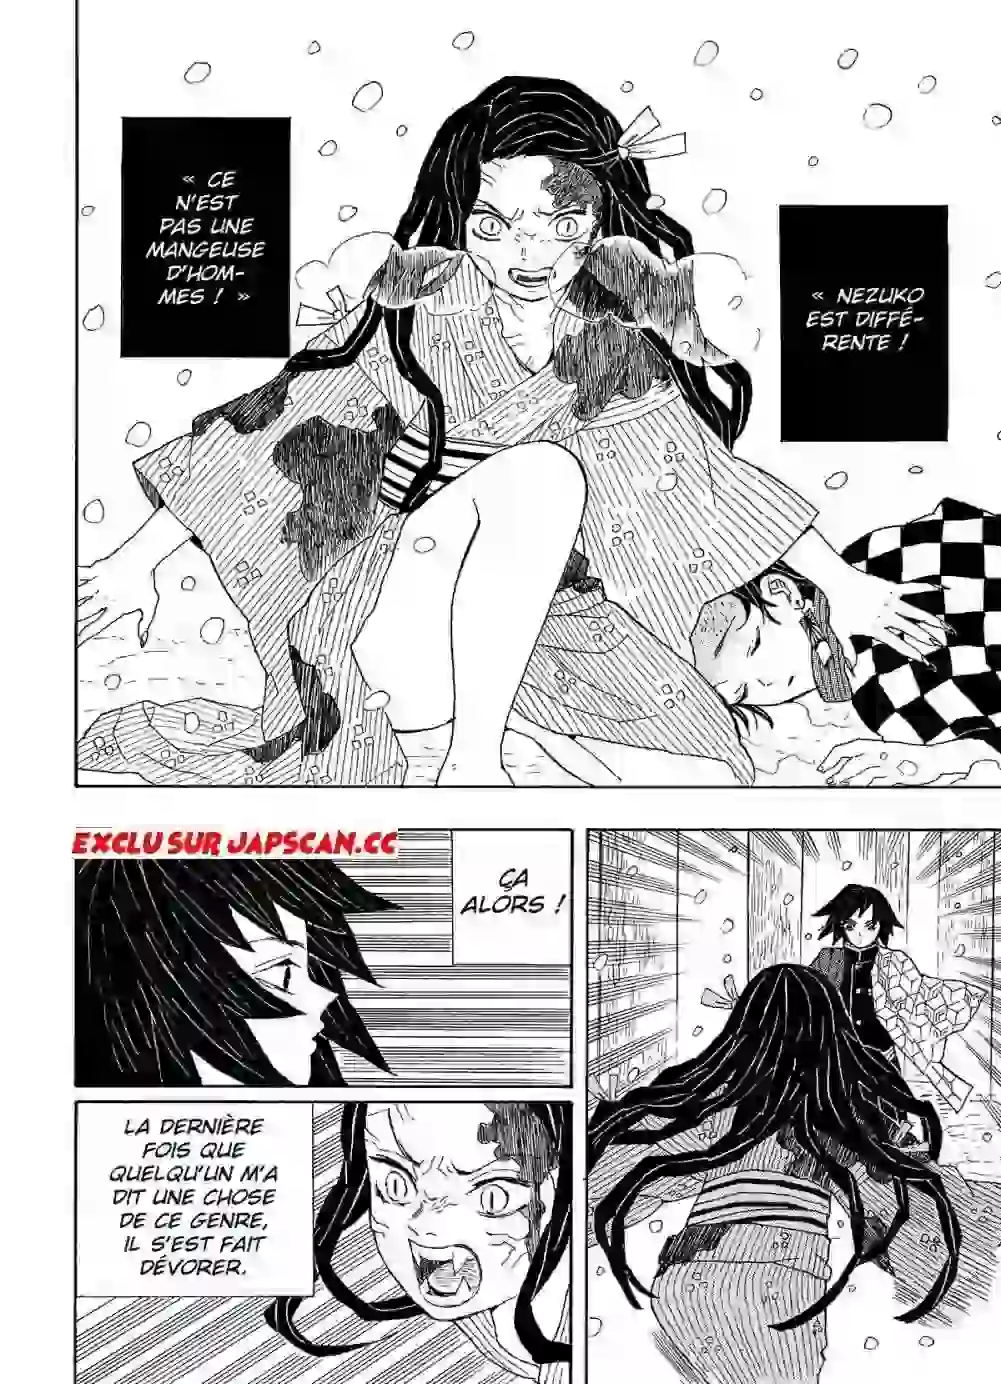 « NEZUKO
EST DIFFÉ-
RENTE !
« CE
N'EST
PAS UNE
MANGEUSE
D'HOM-
MES ! »
EXCLU SUR JAPSCAN.CC
ÇA
ALORS !
LA DERNIÈRE
FOIS QUE
QUELQU'UN M'A
DIT UNE CHOSE
DE CE GENRE,
IL S'EST FAIT
DÉVORER.